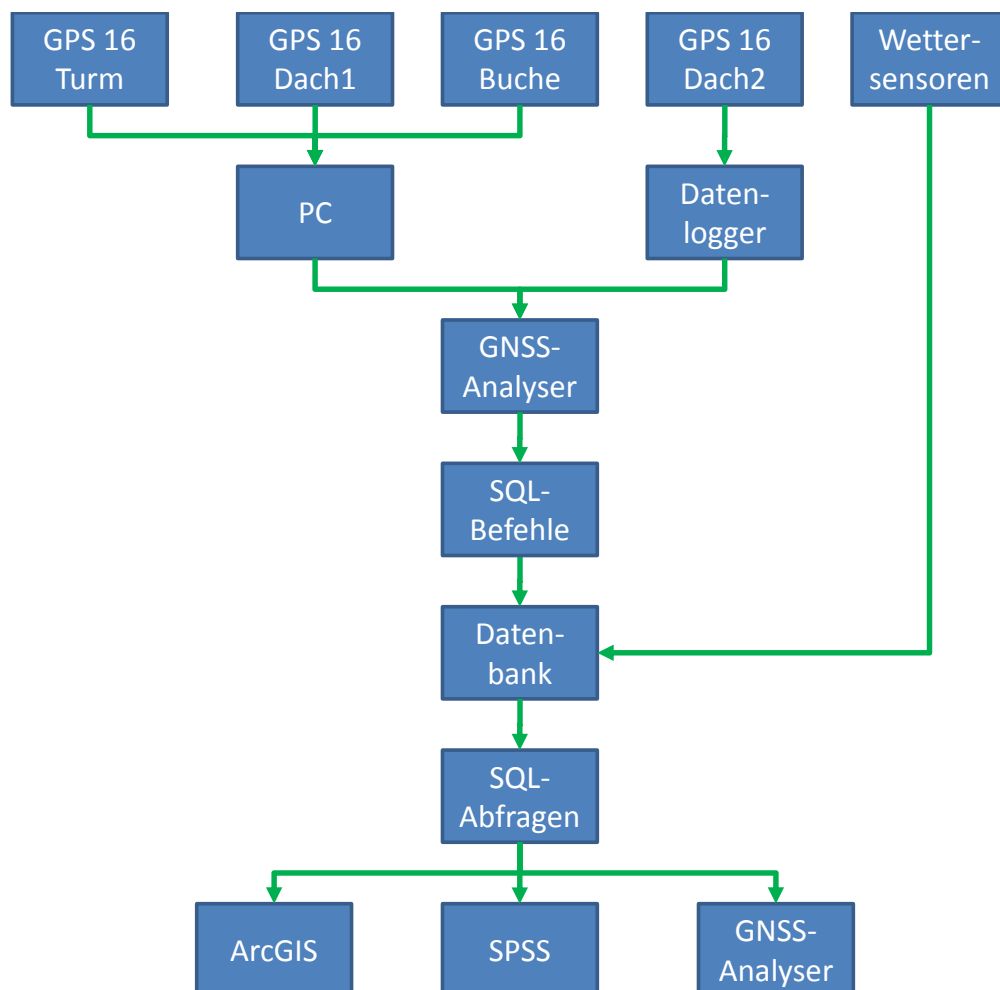 GPS 16
Turm
GPS 16
Dach1
GPS 16
Buche
GPS 16
Dach2
Wetter-
sensoren
PC
Daten-
logger
GNSS-
Analyser
SQL-
Befehle
Daten-
bank
SQL-
Abfragen
ArcGIS
SPSS
GNSS-
Analyser